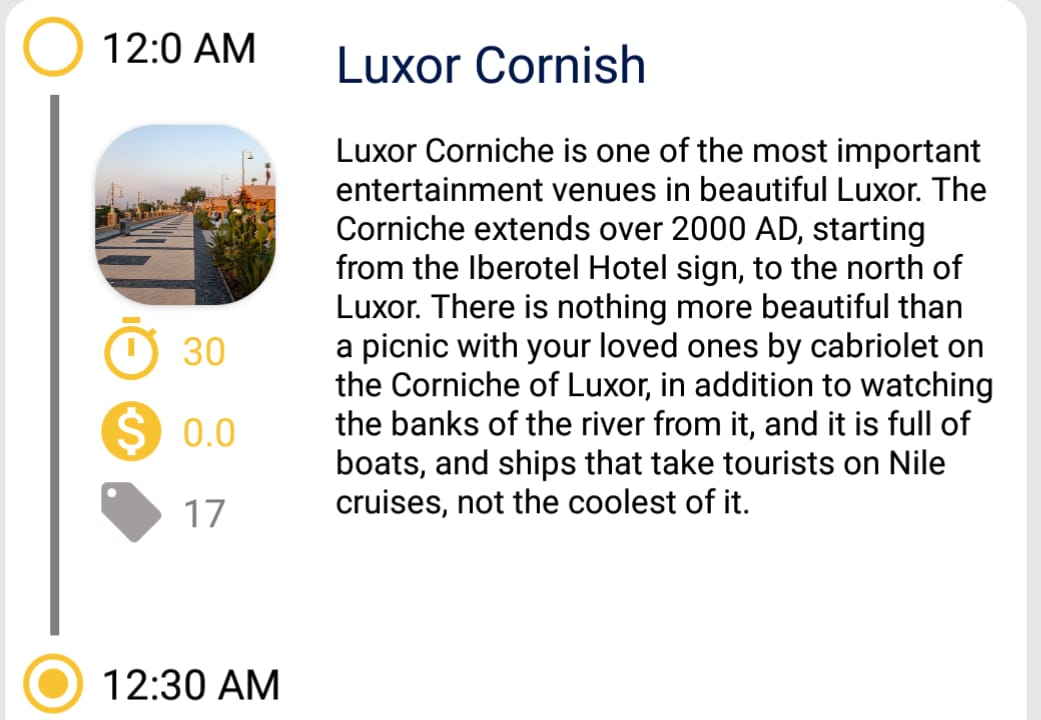 12:0 AM
Luxor Cornish
Luxor Corniche is one of the most important
entertainment venues in beautiful Luxor. The
Corniche extends over 2000 AD, starting
from the Iberotel Hotel sign, to the north of
Luxor. There is nothing more beautiful than
a picnic with your loved ones by cabriolet on
the Corniche of Luxor, in addition to watching
the banks of the river from it, and it is full of
boats, and ships that take tourists on Nile
cruises, not the coolest of it.
30
$
0.0
17
12:30 AM